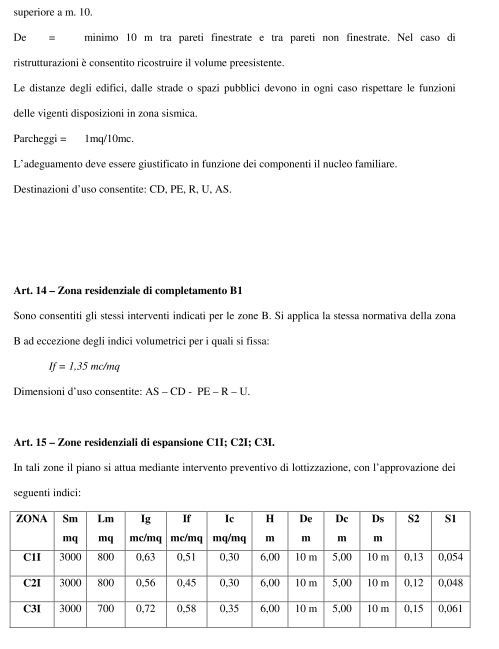 superiore a m. 10.
De = minimo 10 m tra pareti finestrate e tra pareti non finestrate. Nel caso di
ristrutturazioni è consentito ricostruire il volume preesistente.
Le distanze degli edifici, dalle strade o spazi pubblici devono in ogni caso rispettare le funzioni
delle vigenti disposizioni in zona sismica.
Parcheggi = 1mq/10mc.
L'adeguamento deve essere giustificato in funzione dei componenti il nucleo familiare.
Destinazioni d'uso consentite: CD, PE, R, U, AS.
Art. 14 – Zona residenziale di completamento B1
Sono consentiti gli stessi interventi indicati per le zone B. Si applica la stessa normativa della zona
B ad eccezione degli indici volumetrici per i quali si fissa:
If = 1,35 mc/mq
Dimensioni d'uso consentite: AS – CD - PE – R – U.
Art. 15 – Zone residenziali di espansione C1I; C2I; C3I.
In tali zone il piano si attua mediante intervento preventivo di lottizzazione, con l'approvazione dei
seguenti indici:
ZONA Sm Lm Ig If Ic H De Dc Ds S2 S1
mq mq mc/mq mc/mq mq/mq m m m m
C1I 3000 800 0,63 0,51 0,30 6,00 10 m 5,00 10 m 0,13 0,054
C2I 3000 800 0,56 0,45 0,30 6,00 10 m 5,00 10 m 0,12 0,048
C3I 3000 700 0,72 0,58 0,35 6,00 10 m 5,00 10 m 0,15 0,061